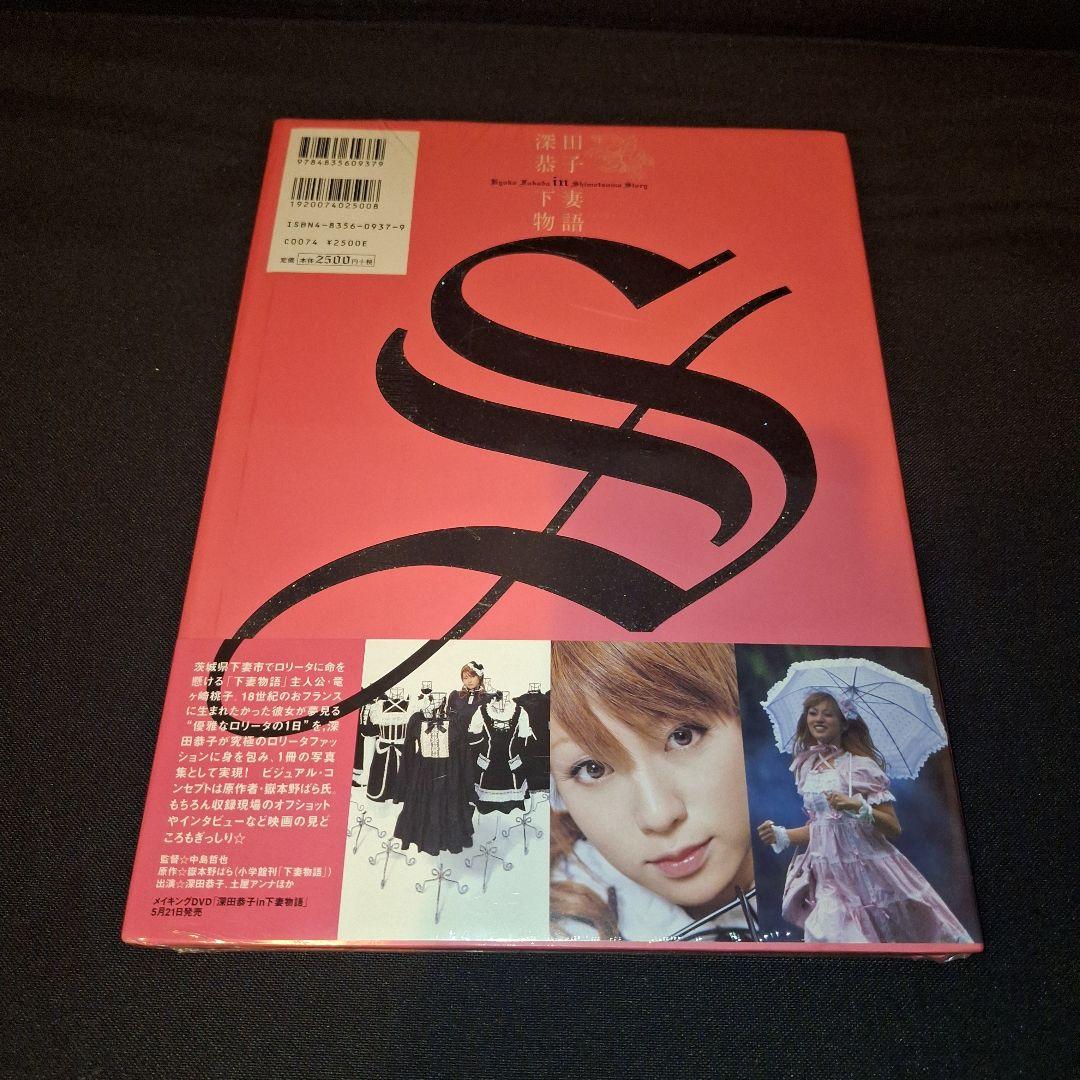 9784835609379
1920074025008
ISBN4-8356-0937-9
C0074 ¥2500E
定価 本体2500円+税
深田
恭子
Kyoko Fukada in Shimotsuma Story
下妻
物語
S
茨城県下妻市でロリータに命を
懸ける「下妻物語」主人公・竜
ヶ崎桃子。18世紀のおフランス
に生まれたかった彼女が夢見る
“優雅なロリータの1日”を、深
田恭子が究極のロリータファッ
ションに身を包み、1冊の写真
集として実現! ビジュアル・コ
ンセプトは原作者・嶽本野ばら氏。
もちろん収録現場のオフショット
やインタビューなど映画の見ど
ころもぎっしり☆
監督☆中島哲也
原作☆嶽本野ばら(小学館刊「下妻物語」)
出演☆深田恭子、土屋アンナほか
メイキングDVD「深田恭子in下妻物語」
5月21日発売